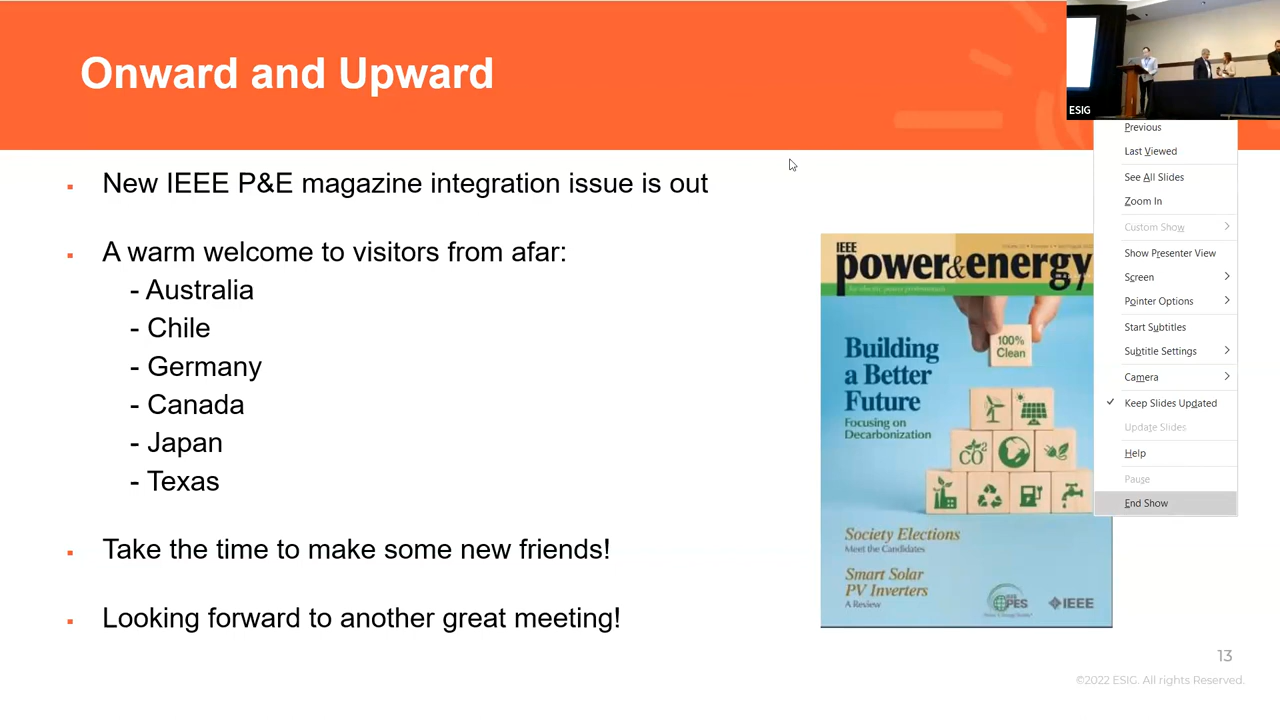 Onward and Upward
ESIG
▪ New IEEE P&E magazine integration issue is out
▪ A warm welcome to visitors from afar:
- Australia
- Chile
- Germany
- Canada
- Japan
- Texas
▪ Take the time to make some new friends!
▪ Looking forward to another great meeting!
IEEE
power&energy
Building
a Better
Future
Focusing on
Decarbonization
100%
Clean
CO2
Society Elections
Meet the Candidates
Smart Solar
PV Inverters
A Review
PES
IEEE
Previous
Last Viewed
See All Slides
Zoom In
Custom Show
Show Presenter View
Screen
Pointer Options
Start Subtitles
Subtitle Settings
Camera
Keep Slides Updated
Update Slides
Help
Pause
End Show
13
©2022 ESIG. All rights Reserved.